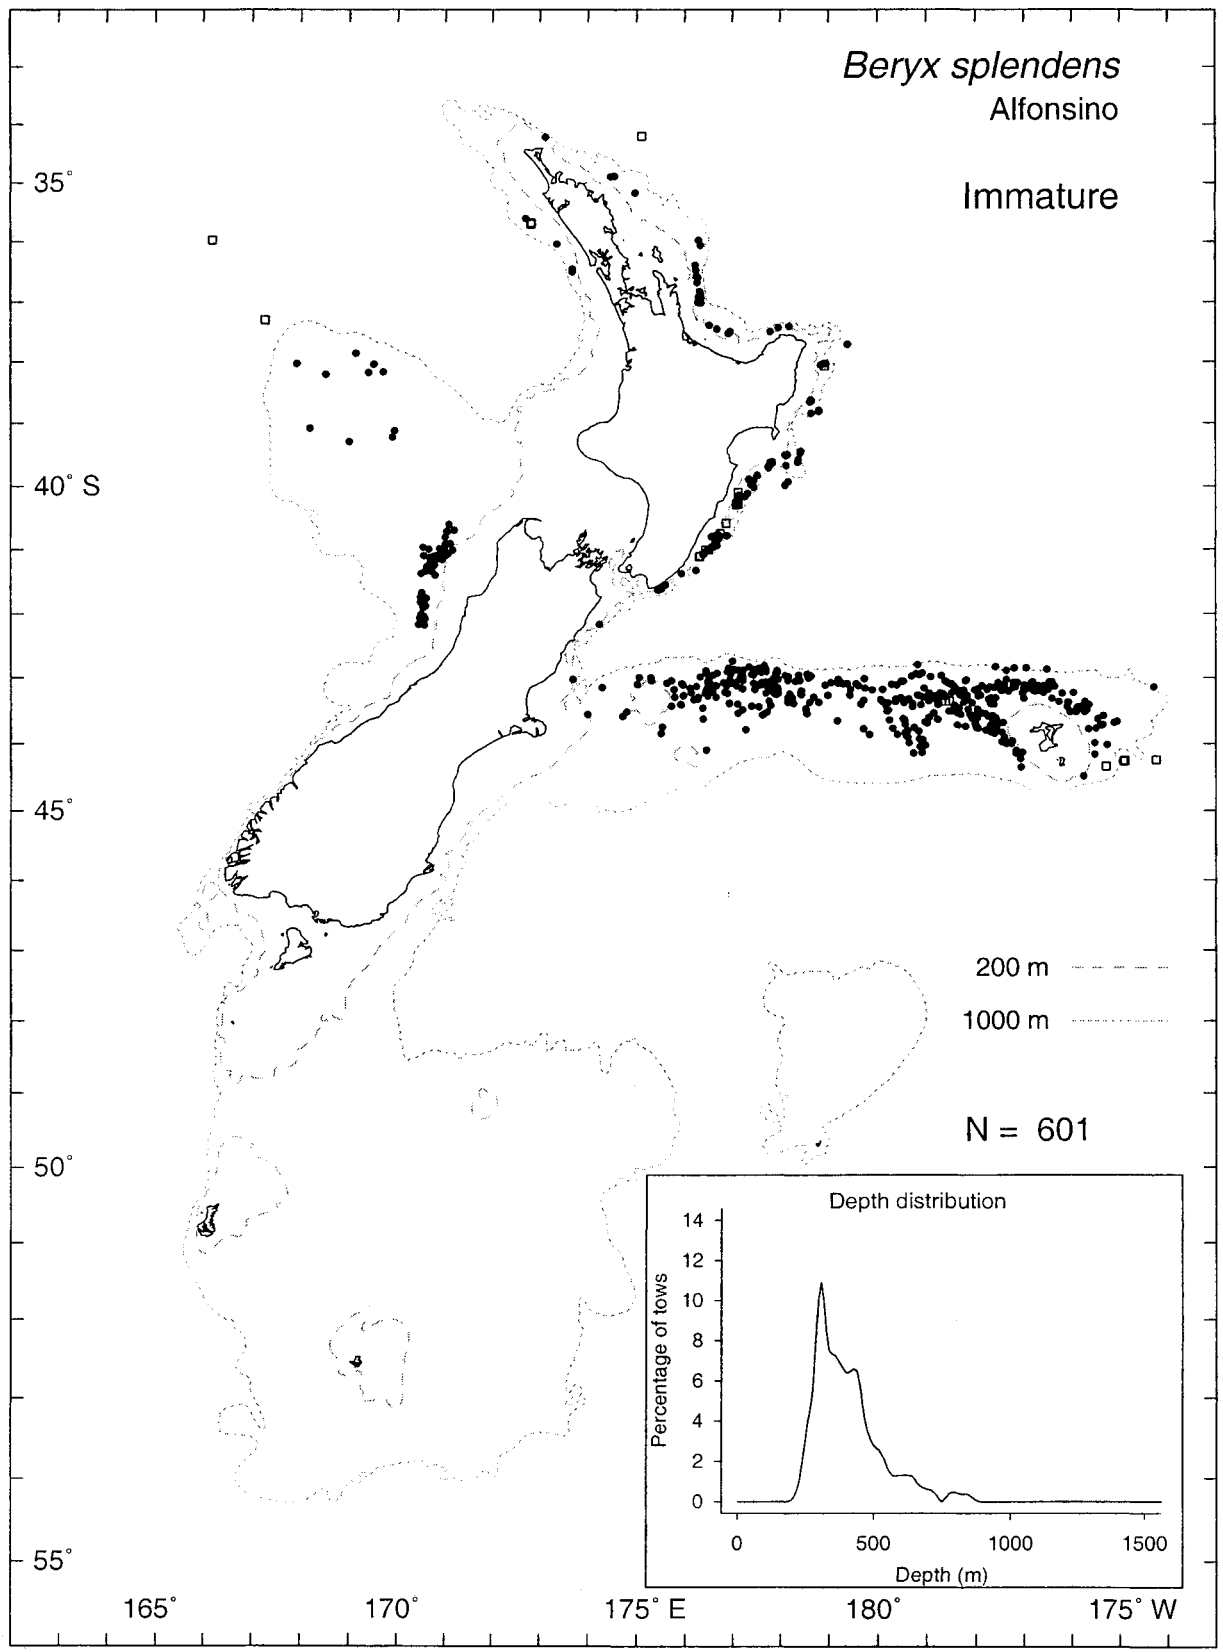 Beryx splendens
Alfonsino
Immature
35°
40° S
45°
50°
55°
200 m
1000 m
N = 601
Depth distribution
Percentage of tows
14
12
10
8
6
4
2
0
0 500 1000 1500
Depth (m)
165° 170° 175° E 180° 175° W